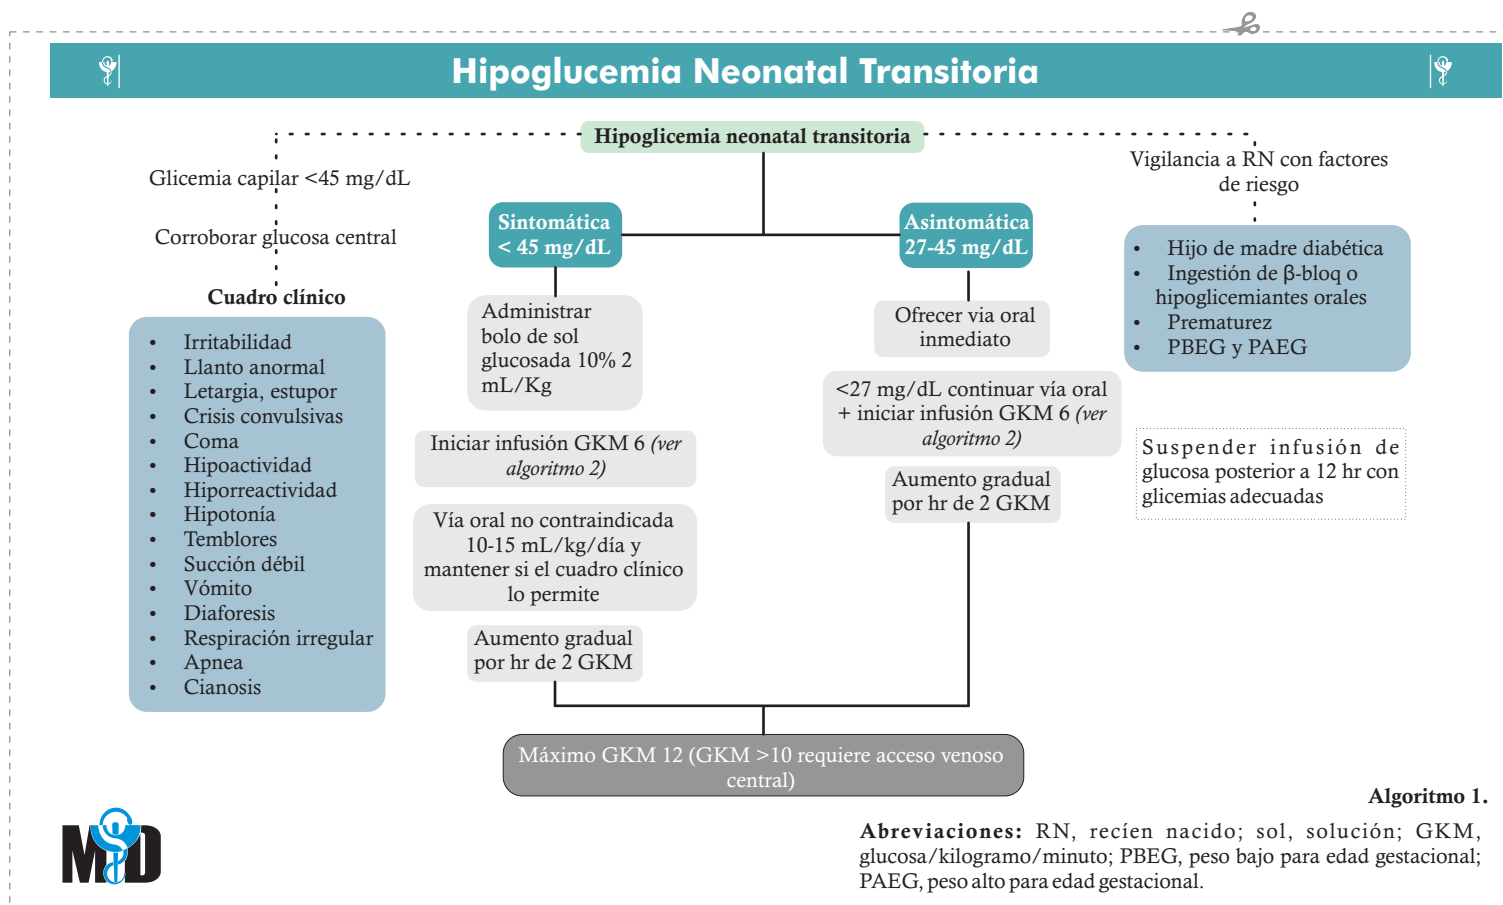 Hipoglucemia Neonatal Transitoria
Hipoglicemia neonatal transitoria
Glicemia capilar <45 mg/dL
Corroborar glucosa central
Cuadro clínico
• Irritabilidad
• Llanto anormal
• Letargia, estupor
• Crisis convulsivas
• Coma
• Hipoactividad
• Hiporreactividad
• Hipotonía
• Temblores
• Succión débil
• Vómito
• Diaforesis
• Respiración irregular
• Apnea
• Cianosis
Sintomática
< 45 mg/dL
Administrar
bolo de sol
glucosada 10% 2
mL/Kg
Iniciar infusión GKM 6 (ver
algoritmo 2)
Vía oral no contraindicada
10-15 mL/kg/día y
mantener si el cuadro clínico
lo permite
Aumento gradual
por hr de 2 GKM
Asintomática
27-45 mg/dL
Ofrecer via oral
inmediato
<27 mg/dL continuar vía oral
+ iniciar infusión GKM 6 (ver
algoritmo 2)
Aumento gradual
por hr de 2 GKM
Vigilancia a RN con factores
de riesgo
• Hijo de madre diabética
• Ingestión de β-bloq o
hipoglicemiantes orales
• Prematurez
• PBEG y PAEG
Suspender infusión de
glucosa posterior a 12 hr con
glicemias adecuadas
Máximo GKM 12 (GKM >10 requiere acceso venoso
central)
Algoritmo 1.
Abreviaciones: RN, recíen nacido; sol, solución; GKM,
glucosa/kilogramo/minuto; PBEG, peso bajo para edad gestacional;
PAEG, peso alto para edad gestacional.
MD